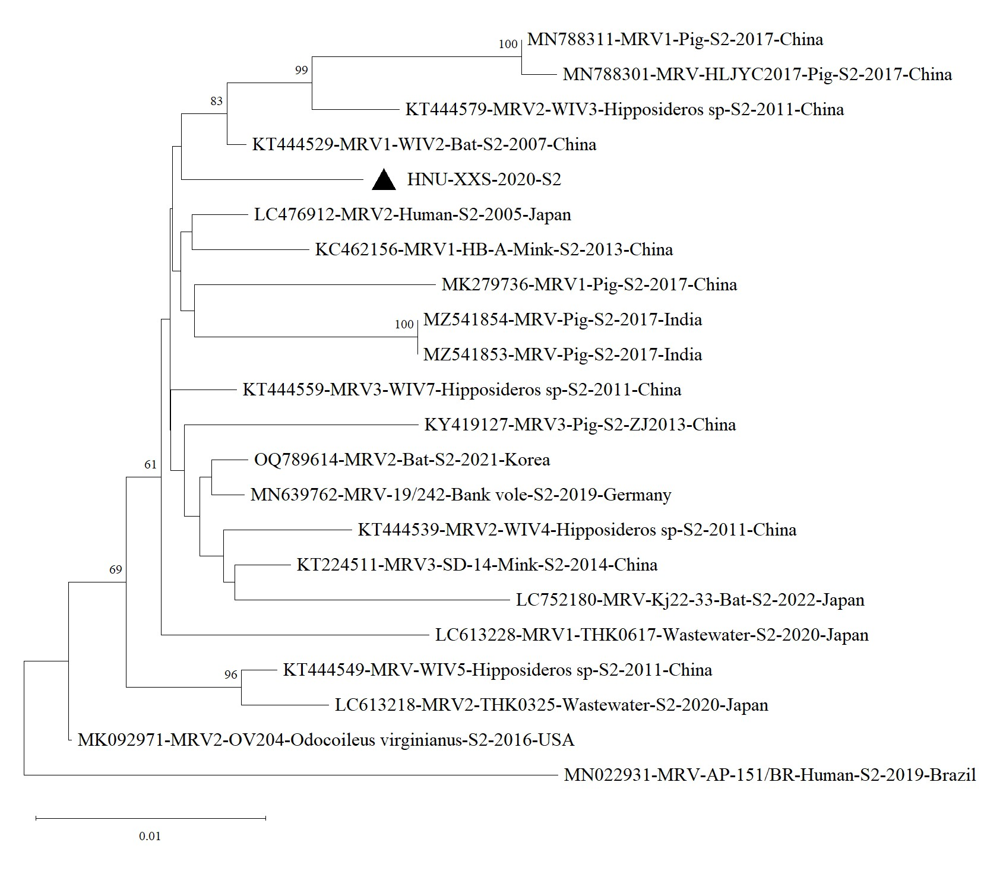 MN788311-MRV1-Pig-S2-2017-China
100
MN788301-MRV-HLJYC2017-Pig-S2-2017-China
99
KT444579-MRV2-WIV3-Hipposideros sp-S2-2011-China
83
KT444529-MRV1-WIV2-Bat-S2-2007-China
HNU-XXS-2020-S2
LC476912-MRV2-Human-S2-2005-Japan
KC462156-MRV1-HB-A-Mink-S2-2013-China
MK279736-MRV1-Pig-S2-2017-China
MZ541854-MRV-Pig-S2-2017-India
100
MZ541853-MRV-Pig-S2-2017-India
KT444559-MRV3-WIV7-Hipposideros sp-S2-2011-China
KY419127-MRV3-Pig-S2-ZJ2013-China
OQ789614-MRV2-Bat-S2-2021-Korea
61
MN639762-MRV-19/242-Bank vole-S2-2019-Germany
KT444539-MRV2-WIV4-Hipposideros sp-S2-2011-China
KT224511-MRV3-SD-14-Mink-S2-2014-China
69
LC752180-MRV-Kj22-33-Bat-S2-2022-Japan
LC613228-MRV1-THK0617-Wastewater-S2-2020-Japan
KT444549-MRV-WIV5-Hipposideros sp-S2-2011-China
96
LC613218-MRV2-THK0325-Wastewater-S2-2020-Japan
MK092971-MRV2-OV204-Odocoileus virginianus-S2-2016-USA
MN022931-MRV-AP-151/BR-Human-S2-2019-Brazil
0.01